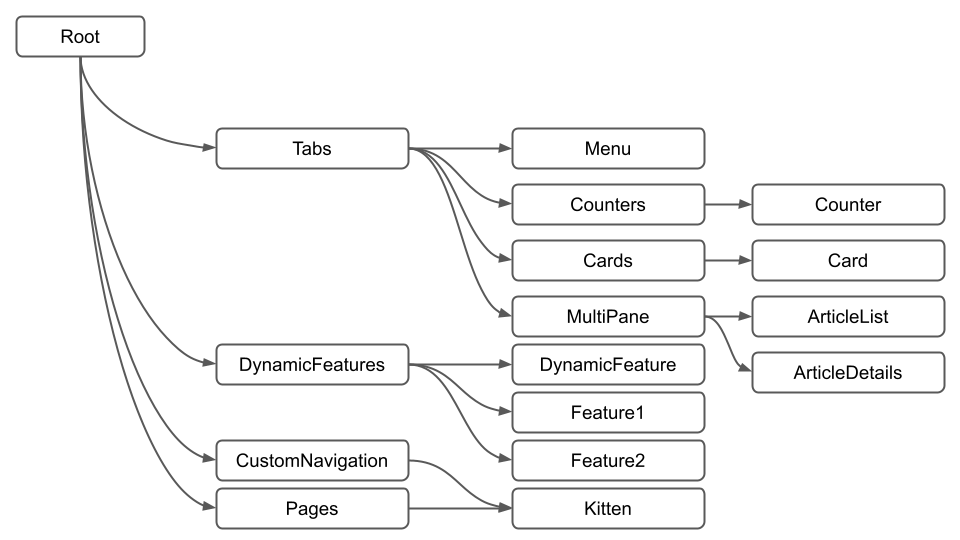 Root
Tabs
Menu
Counters
Counter
Cards
Card
MultiPane
ArticleList
DynamicFeatures
DynamicFeature
ArticleDetails
Feature1
CustomNavigation
Feature2
Pages
Kitten